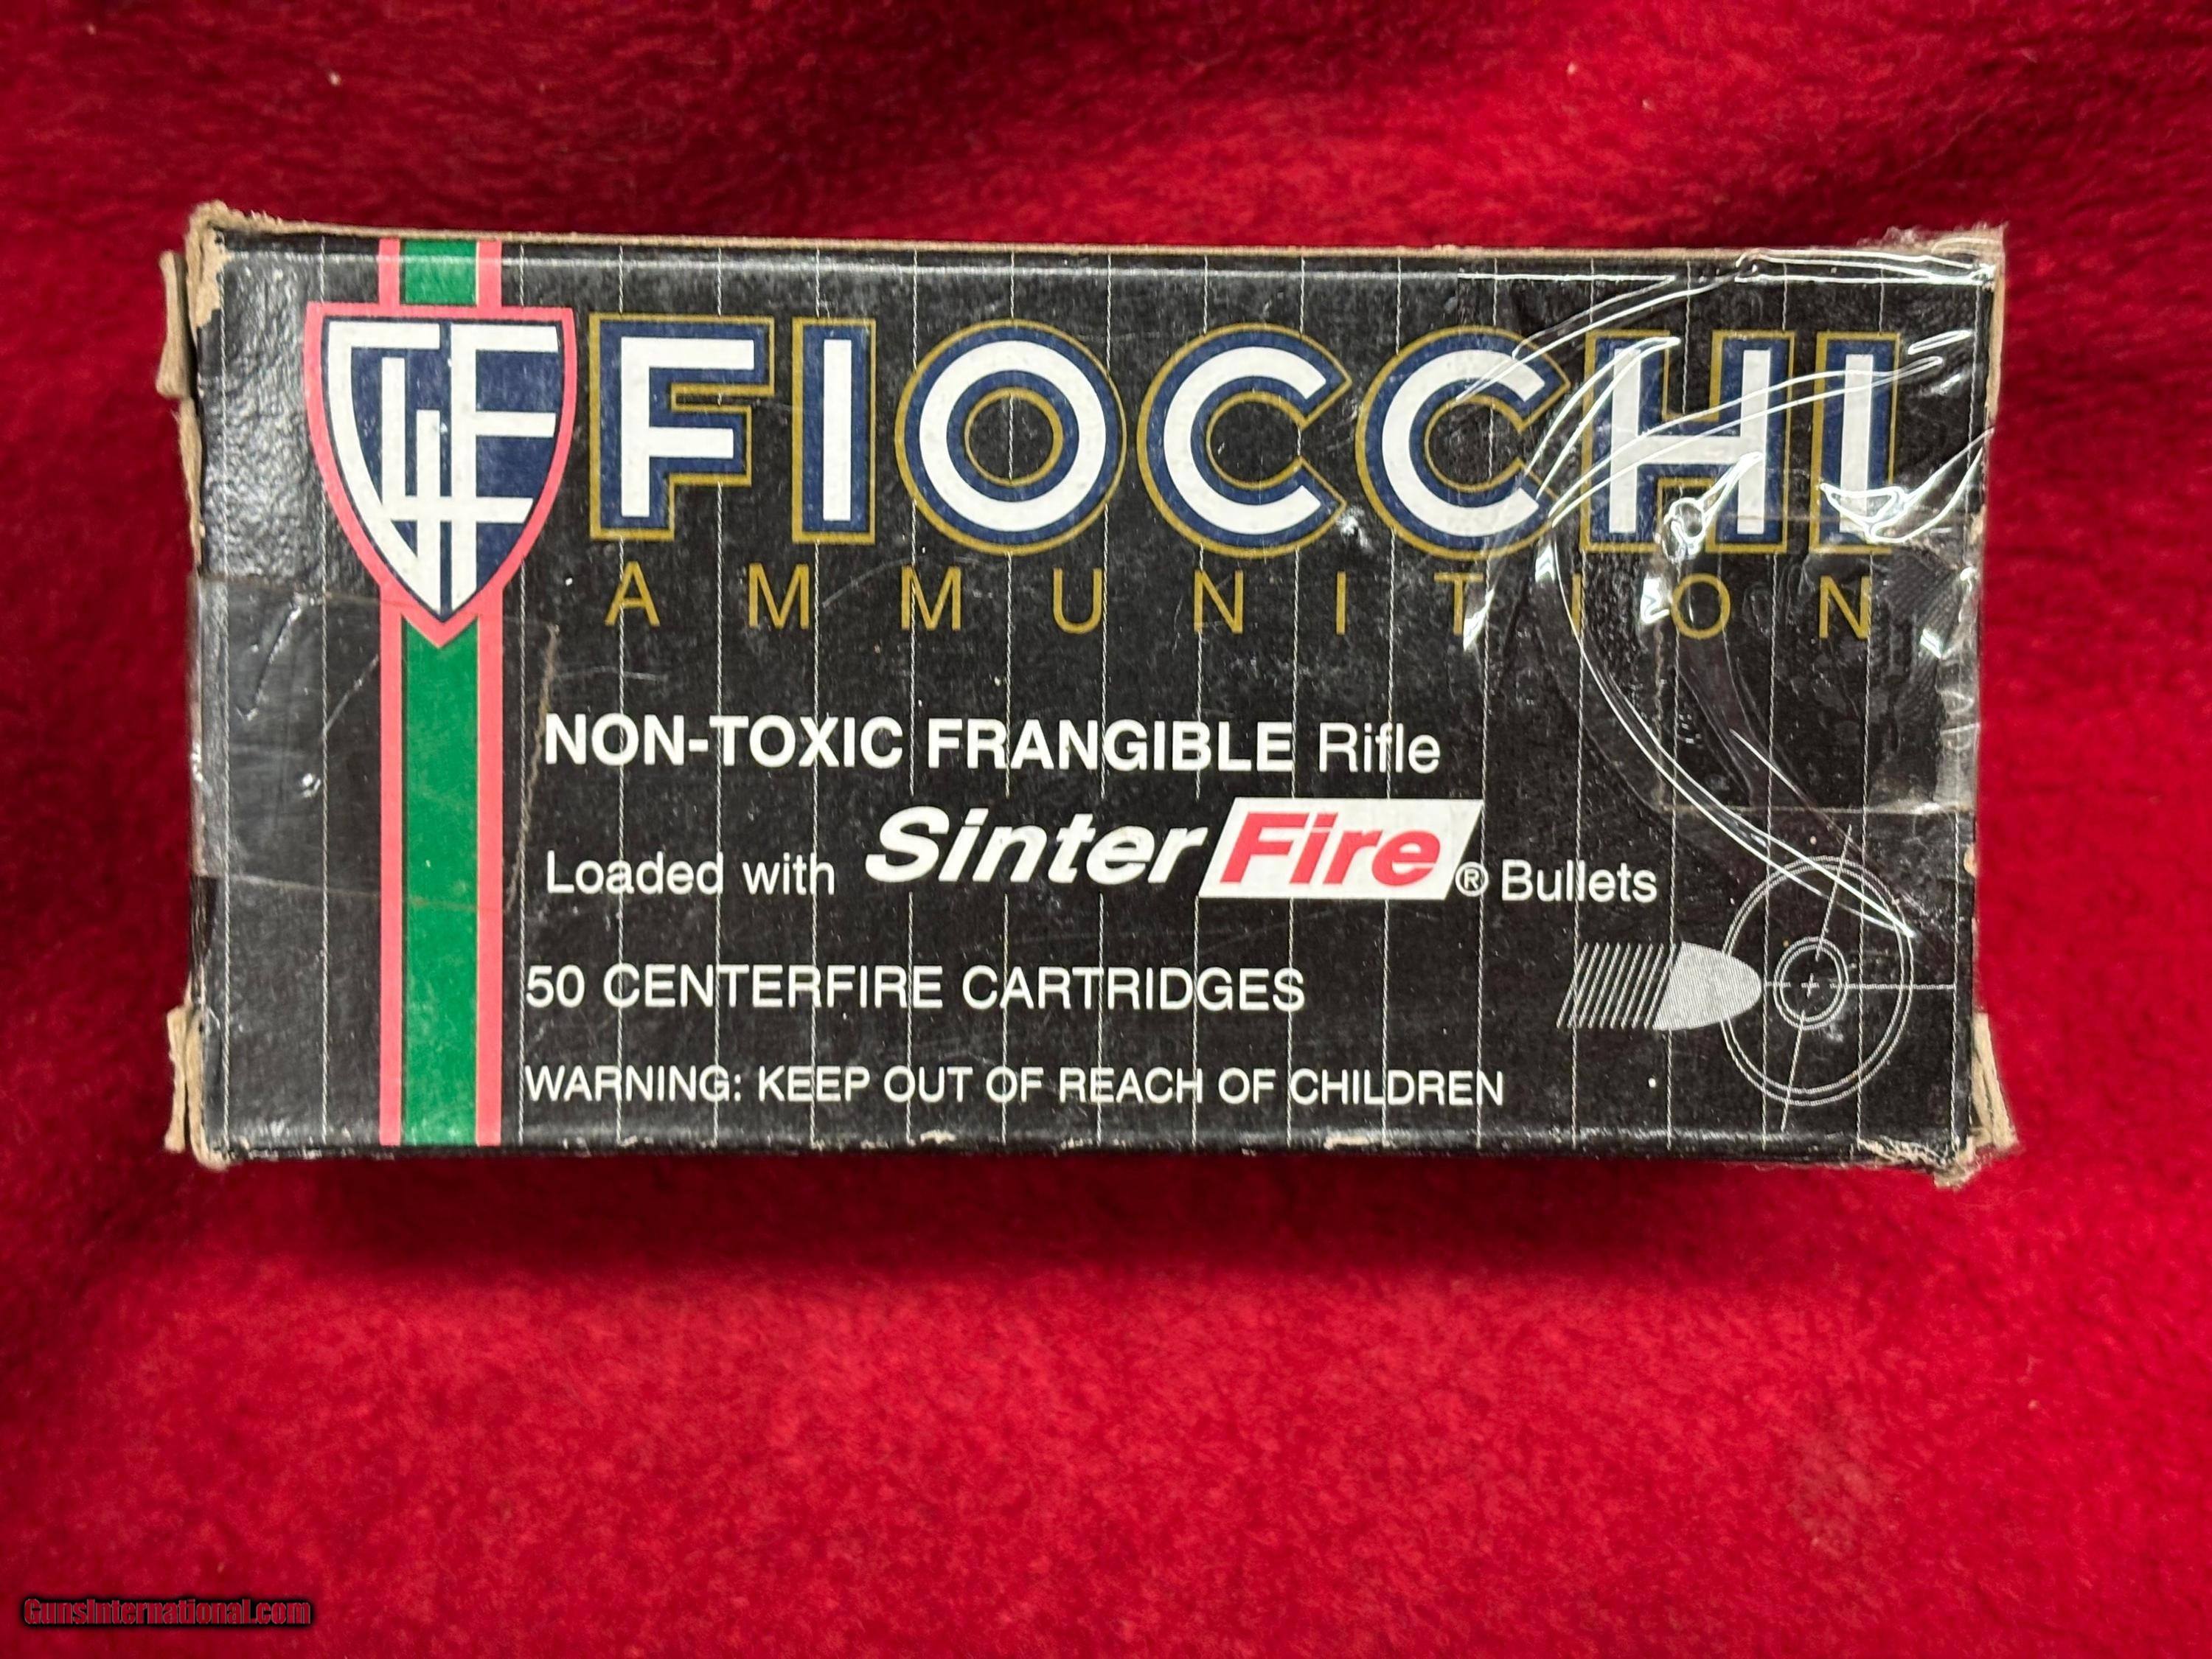 GFL
FIOCCHI
AMMUNITION
NON-TOXIC FRANGIBLE Rifle
Loaded with SinterFire® Bullets
50 CENTERFIRE CARTRIDGES
WARNING: KEEP OUT OF REACH OF CHILDREN
GunsInternational.com